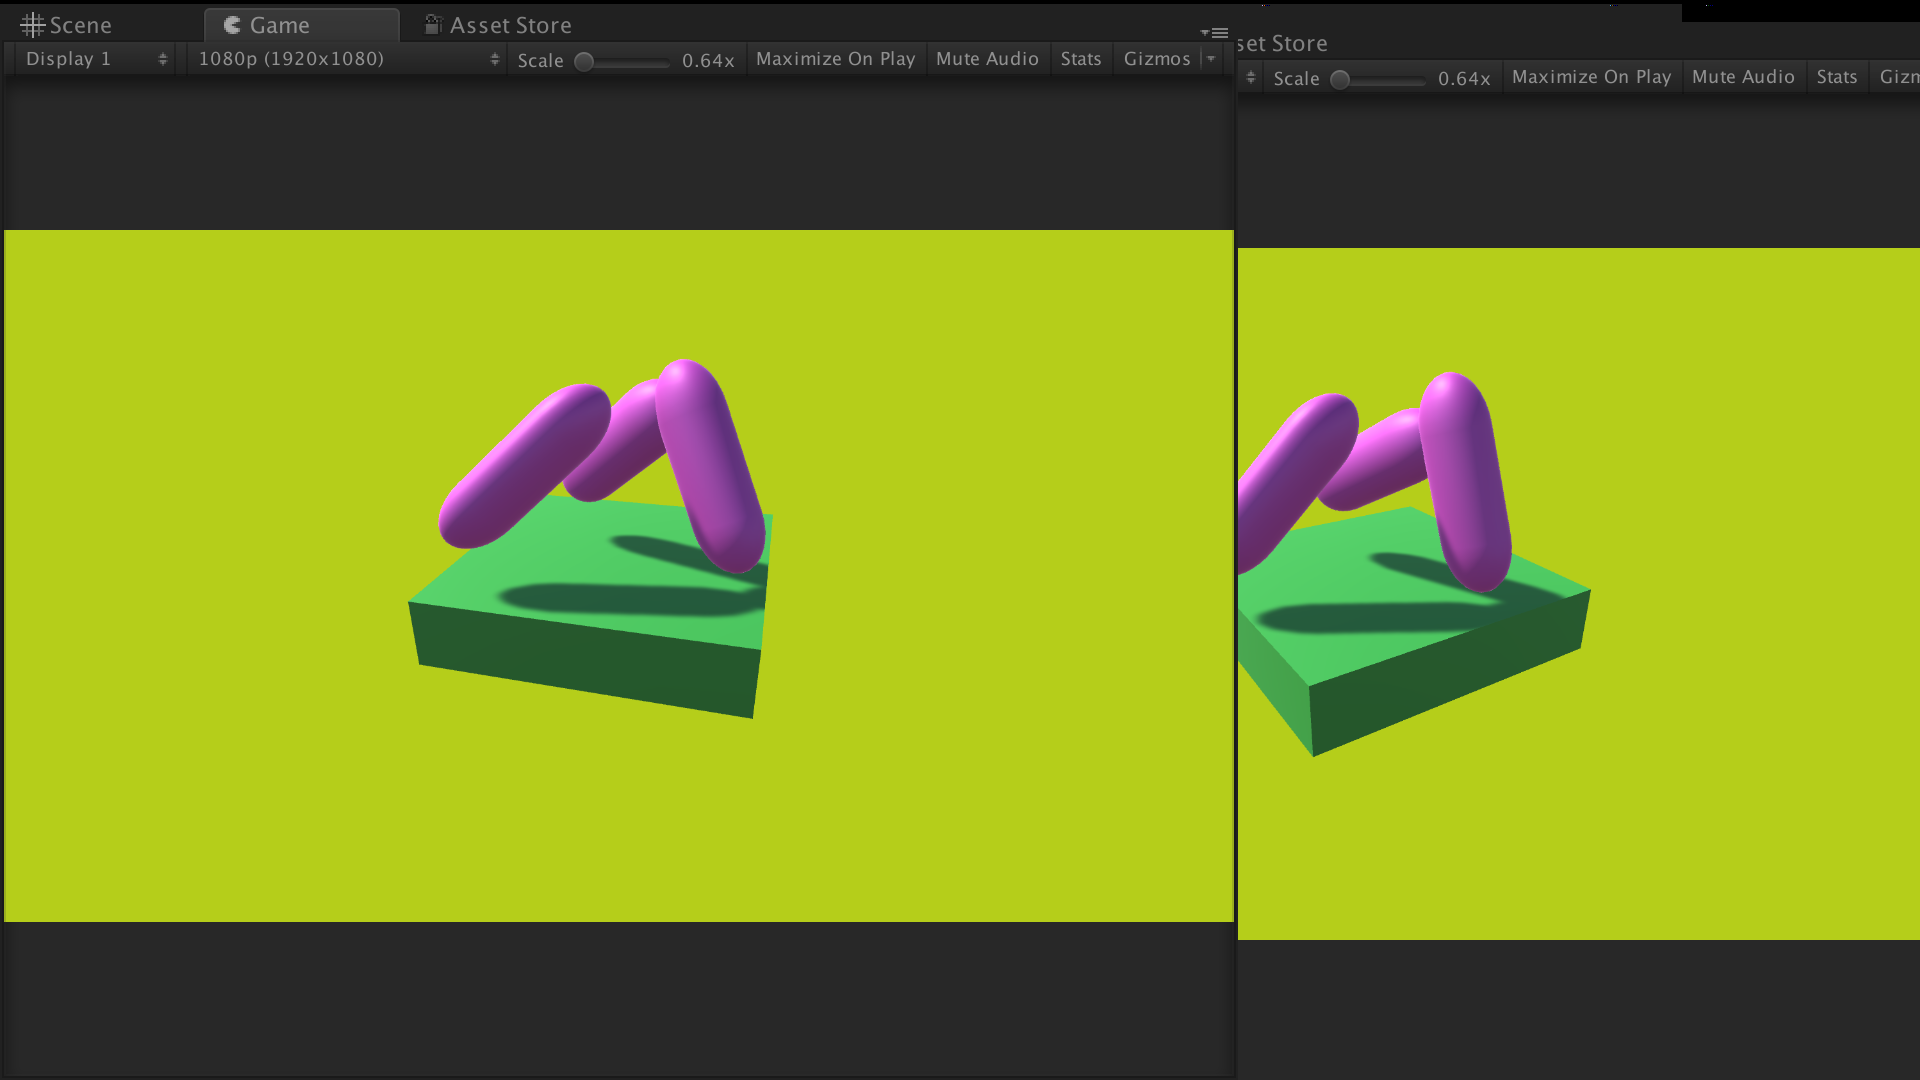 Scene Game Asset Store
Display 1 1080p (1920x1080) Scale 0.64x Maximize On Play Mute Audio Stats Gizmos
set Store
Scale 0.64x Maximize On Play Mute Audio Stats Gizm